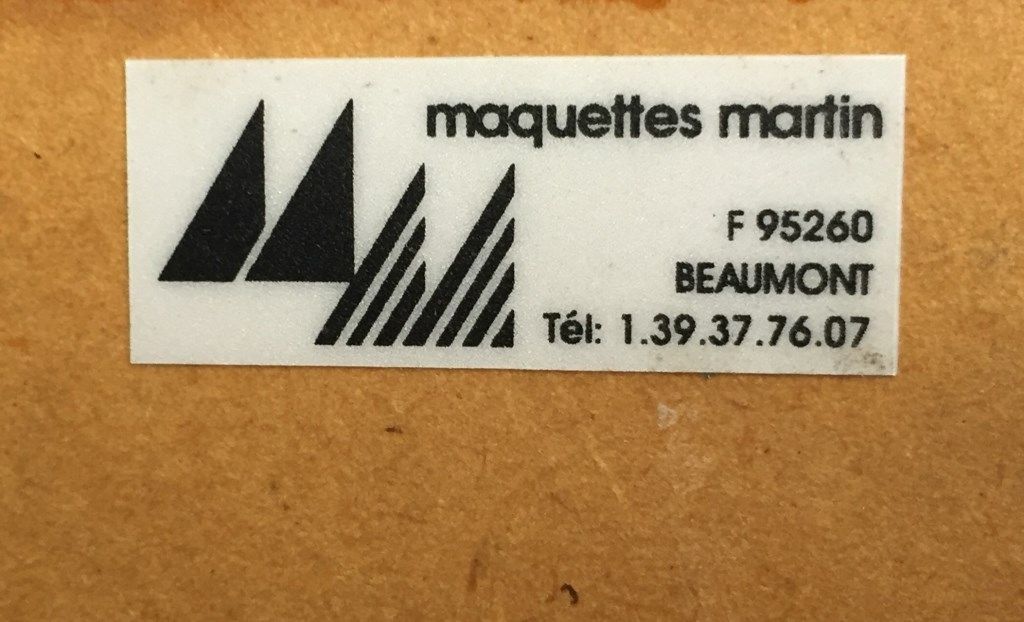 maquettes martin
F 95260
BEAUMONT
Tél: 1.39.37.76.07